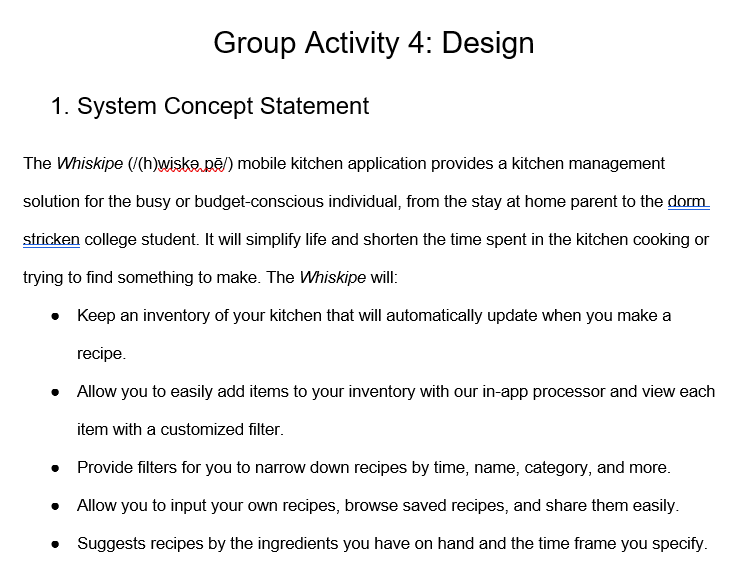 Group Activity 4: Design
1. System Concept Statement
The Whiskipe (/(h)wiskə.pē/) mobile kitchen application provides a kitchen management
solution for the busy or budget-conscious individual, from the stay at home parent to the dorm
stricken college student. It will simplify life and shorten the time spent in the kitchen cooking or
trying to find something to make. The Whiskipe will:
● Keep an inventory of your kitchen that will automatically update when you make a
recipe.
● Allow you to easily add items to your inventory with our in-app processor and view each
item with a customized filter.
● Provide filters for you to narrow down recipes by time, name, category, and more.
● Allow you to input your own recipes, browse saved recipes, and share them easily.
● Suggests recipes by the ingredients you have on hand and the time frame you specify.